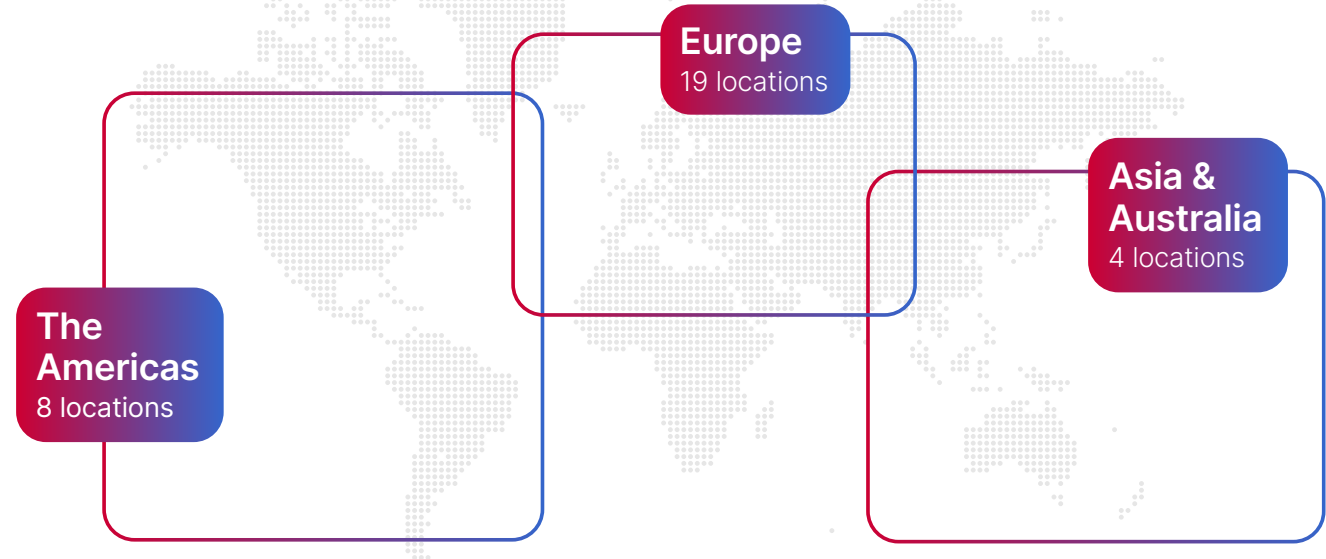 Europe
19 locations
Asia &
Australia
4 locations
The
Americas
8 locations